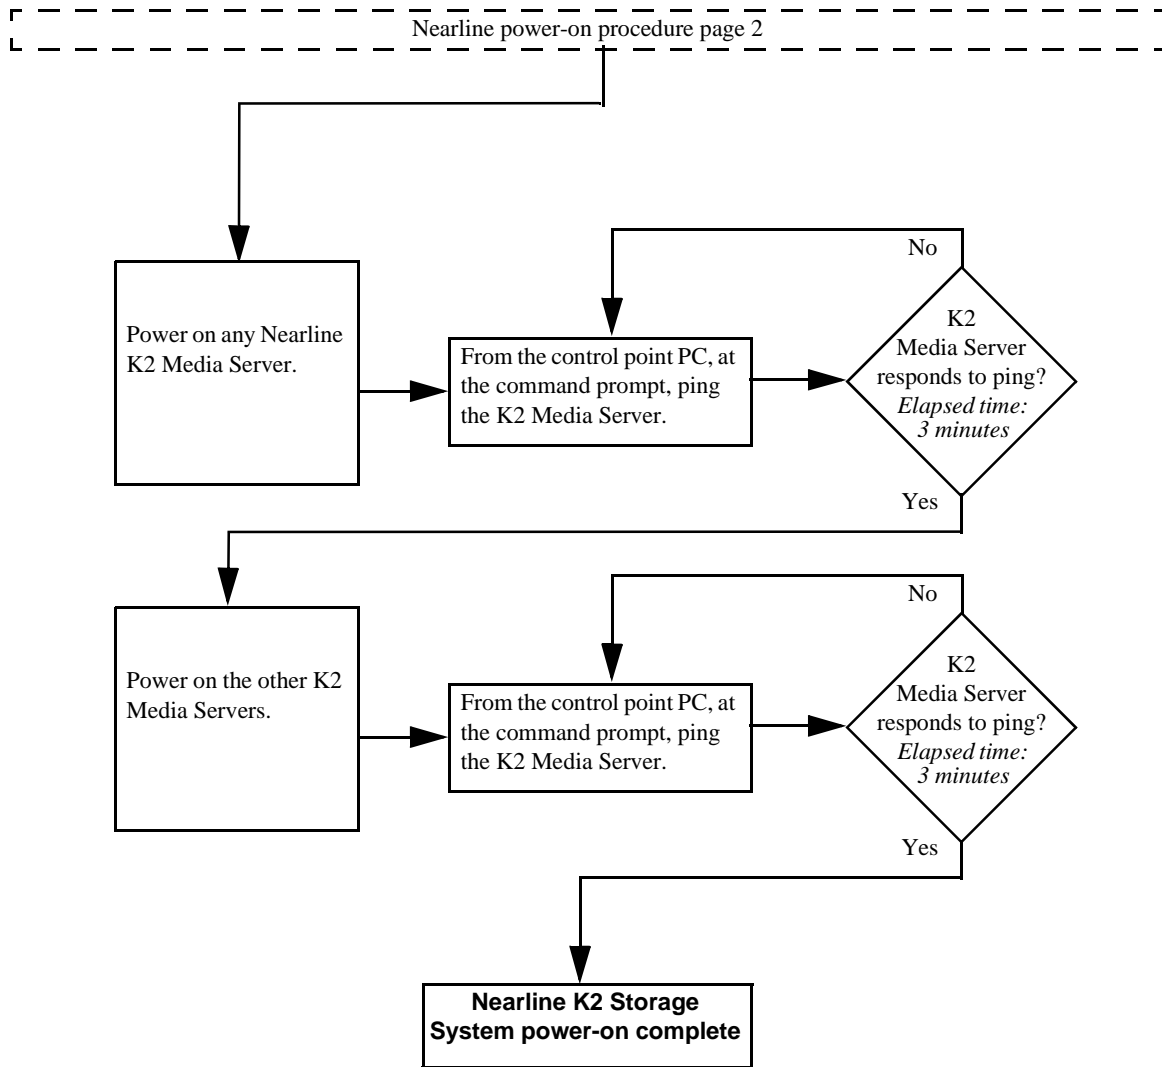 Nearline power-on procedure page 2
No
Power on any Nearline
K2 Media Server.
From the control point PC, at
the command prompt, ping
the K2 Media Server.
K2
Media Server
responds to ping?
Elapsed time:
3 minutes
Yes
No
Power on the other K2
Media Servers.
From the control point PC, at
the command prompt, ping
the K2 Media Server.
K2
Media Server
responds to ping?
Elapsed time:
3 minutes
Yes
Nearline K2 Storage
System power-on complete